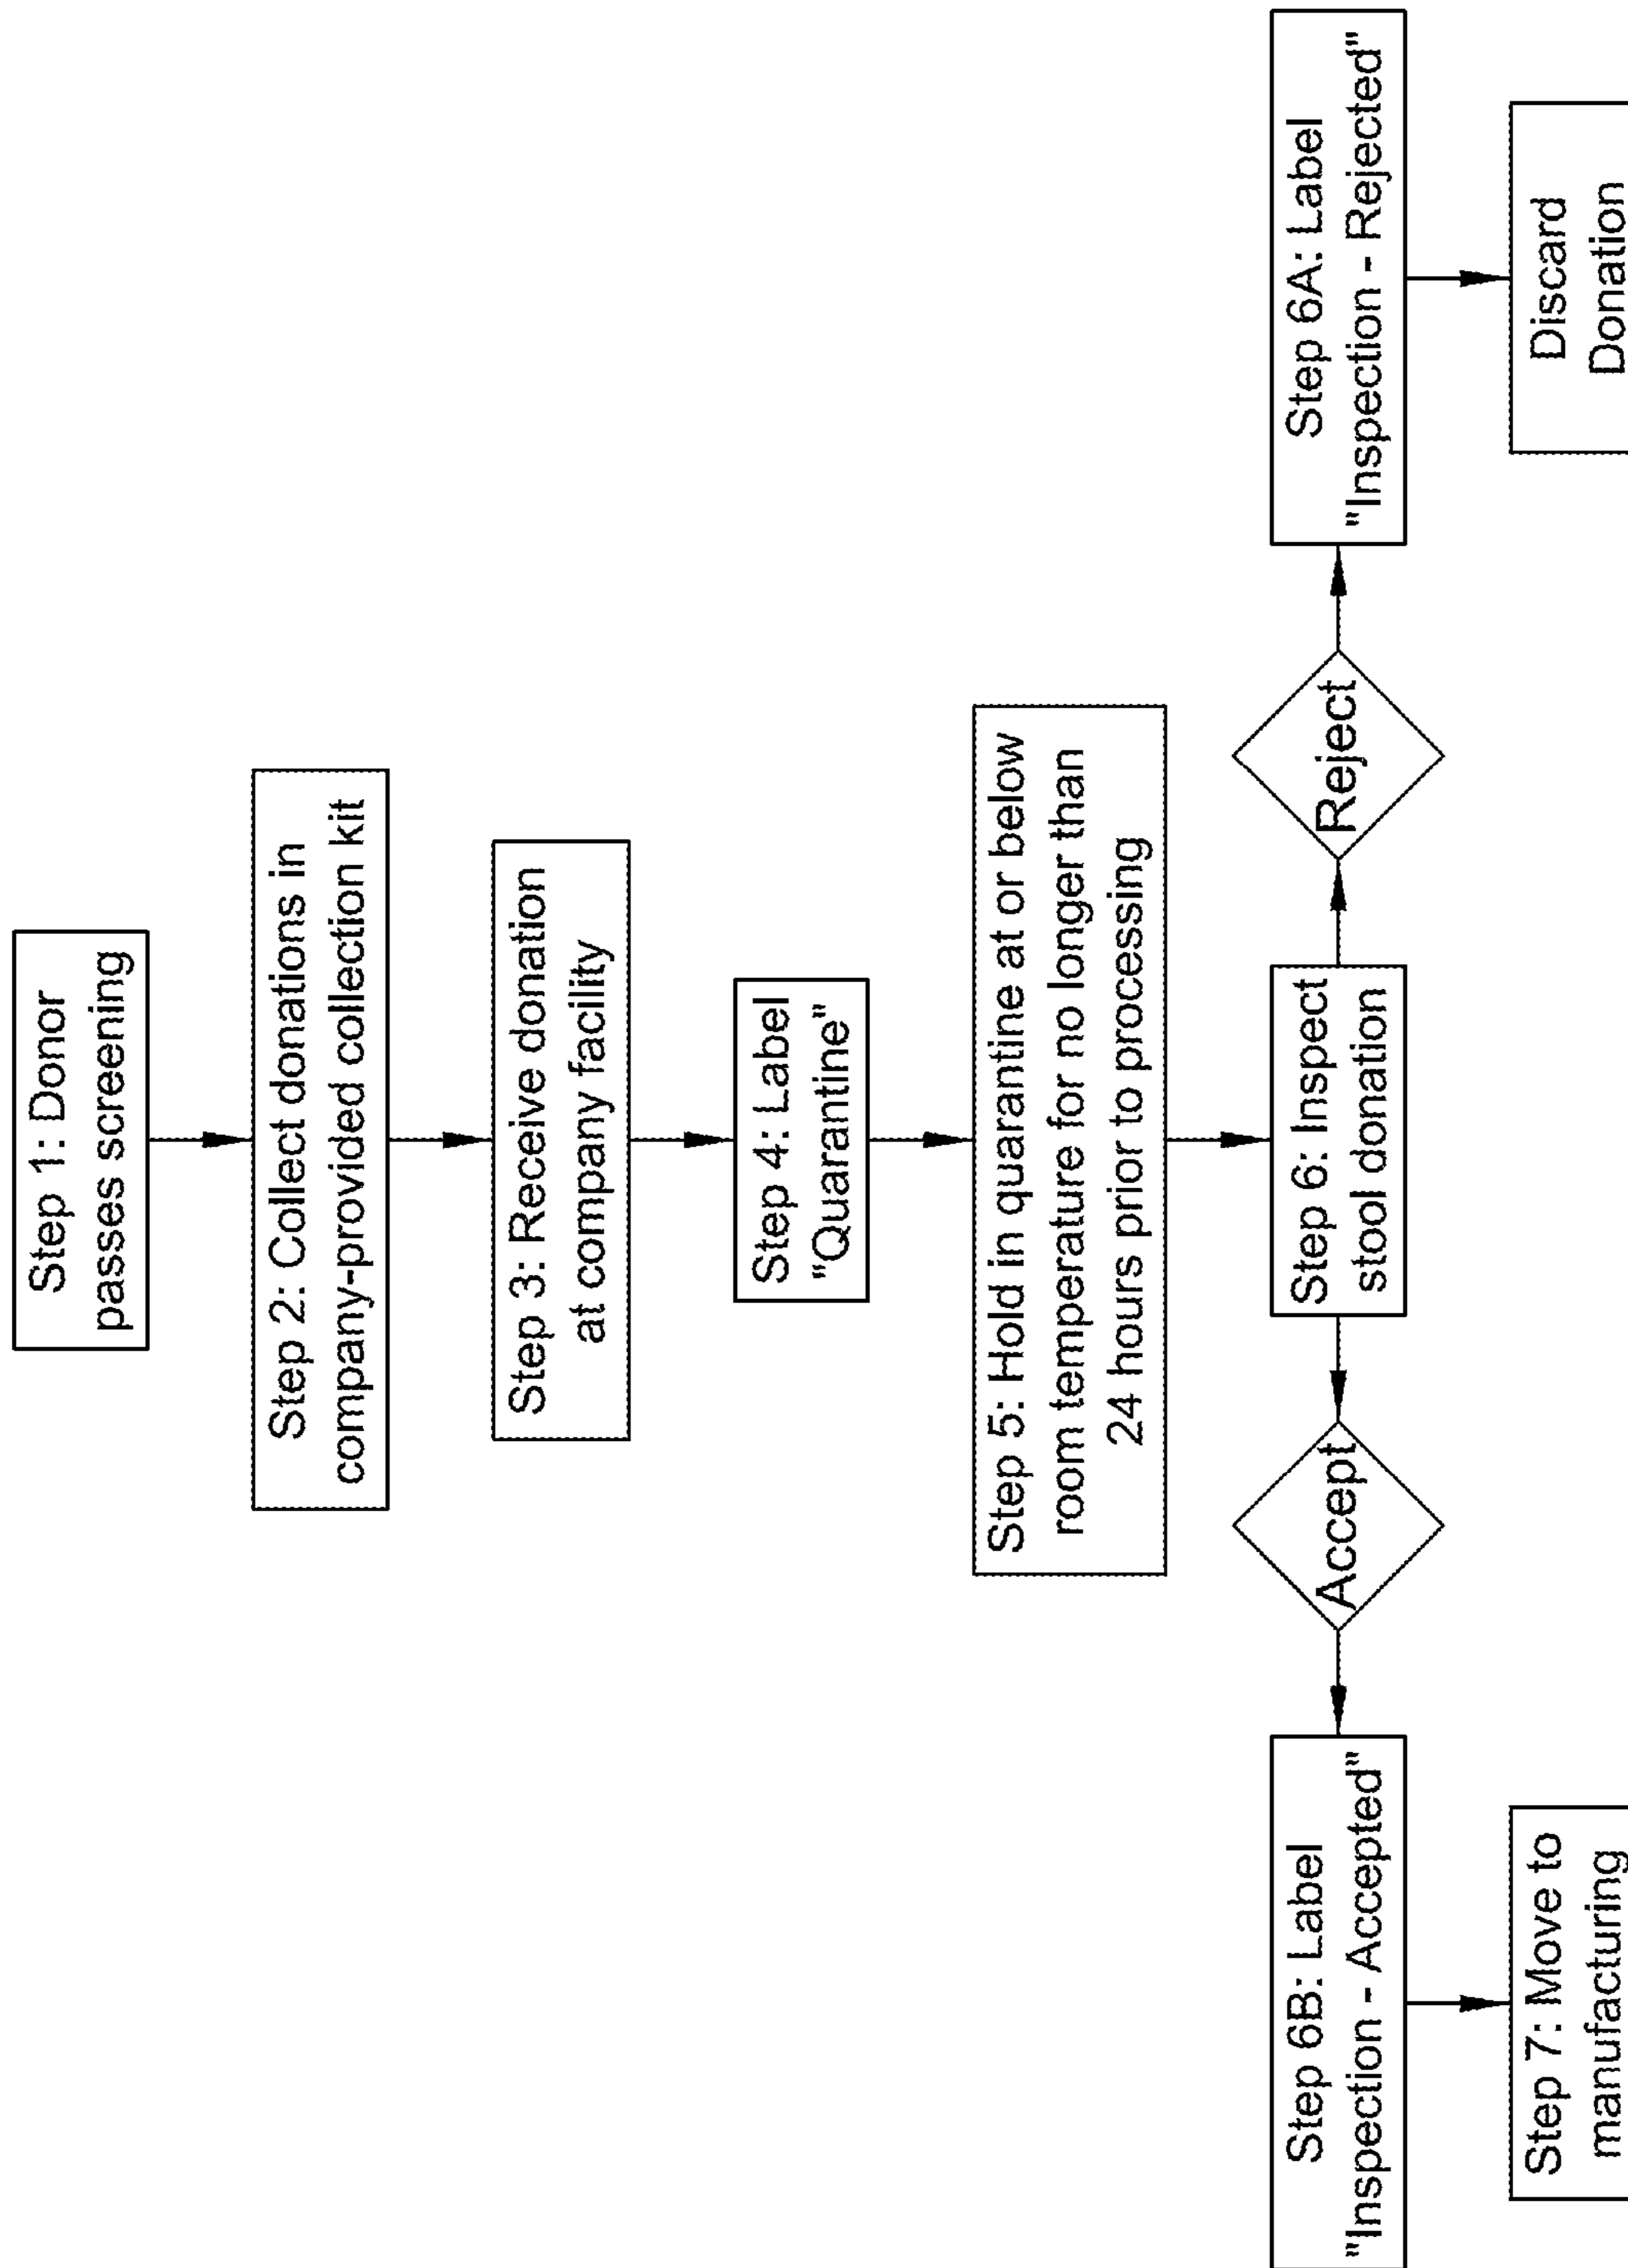 Step 1: Donor
passes screening
Step 2: Collect donations in
company-provided collection kit
Step 3: Receive donation
at company facility
Step 4: Label
"Quarantine"
Step 5: Hold in quarantine at or below
room temperature for no longer than
24 hours prior to processing
Step 6: Inspect
stool donation
Accept
Reject
Step 6B: Label
"Inspection - Accepted"
Step 6A: Label
"Inspection - Rejected"
Step 7: Move to
manufacturing
Discard
Donation